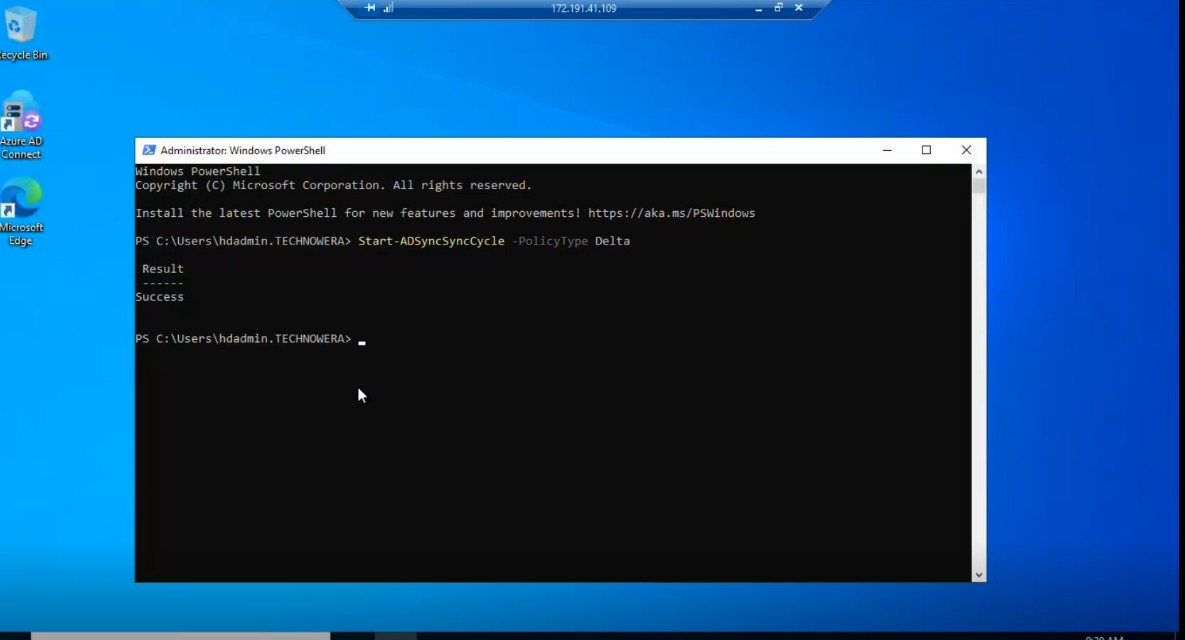 172.191.41.109
Recycle Bin
Azure AD
Connect
Microsoft
Edge
Administrator: Windows PowerShell
Windows PowerShell
Copyright (C) Microsoft Corporation. All rights reserved.
Install the latest PowerShell for new features and improvements! https://aka.ms/PSWindows
PS C:\Users\hdadmin.TECHNOWERA> Start-ADSyncSyncCycle -PolicyType Delta
Result
------
Success
PS C:\Users\hdadmin.TECHNOWERA>